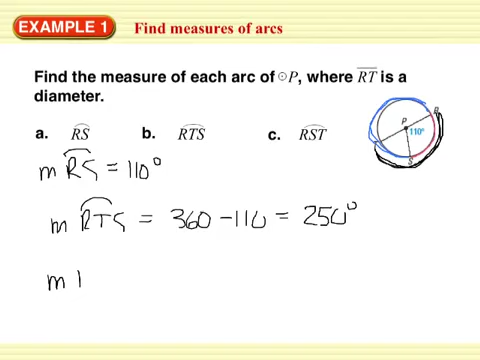 EXAMPLE 1 Find measures of arcs
Find the measure of each arc of ⊙P, where RT is a
diameter.
a. RS b. RTS c. RST
R
P
110°
S
m RS = 110°
m RTS = 360 - 110 = 250°
m